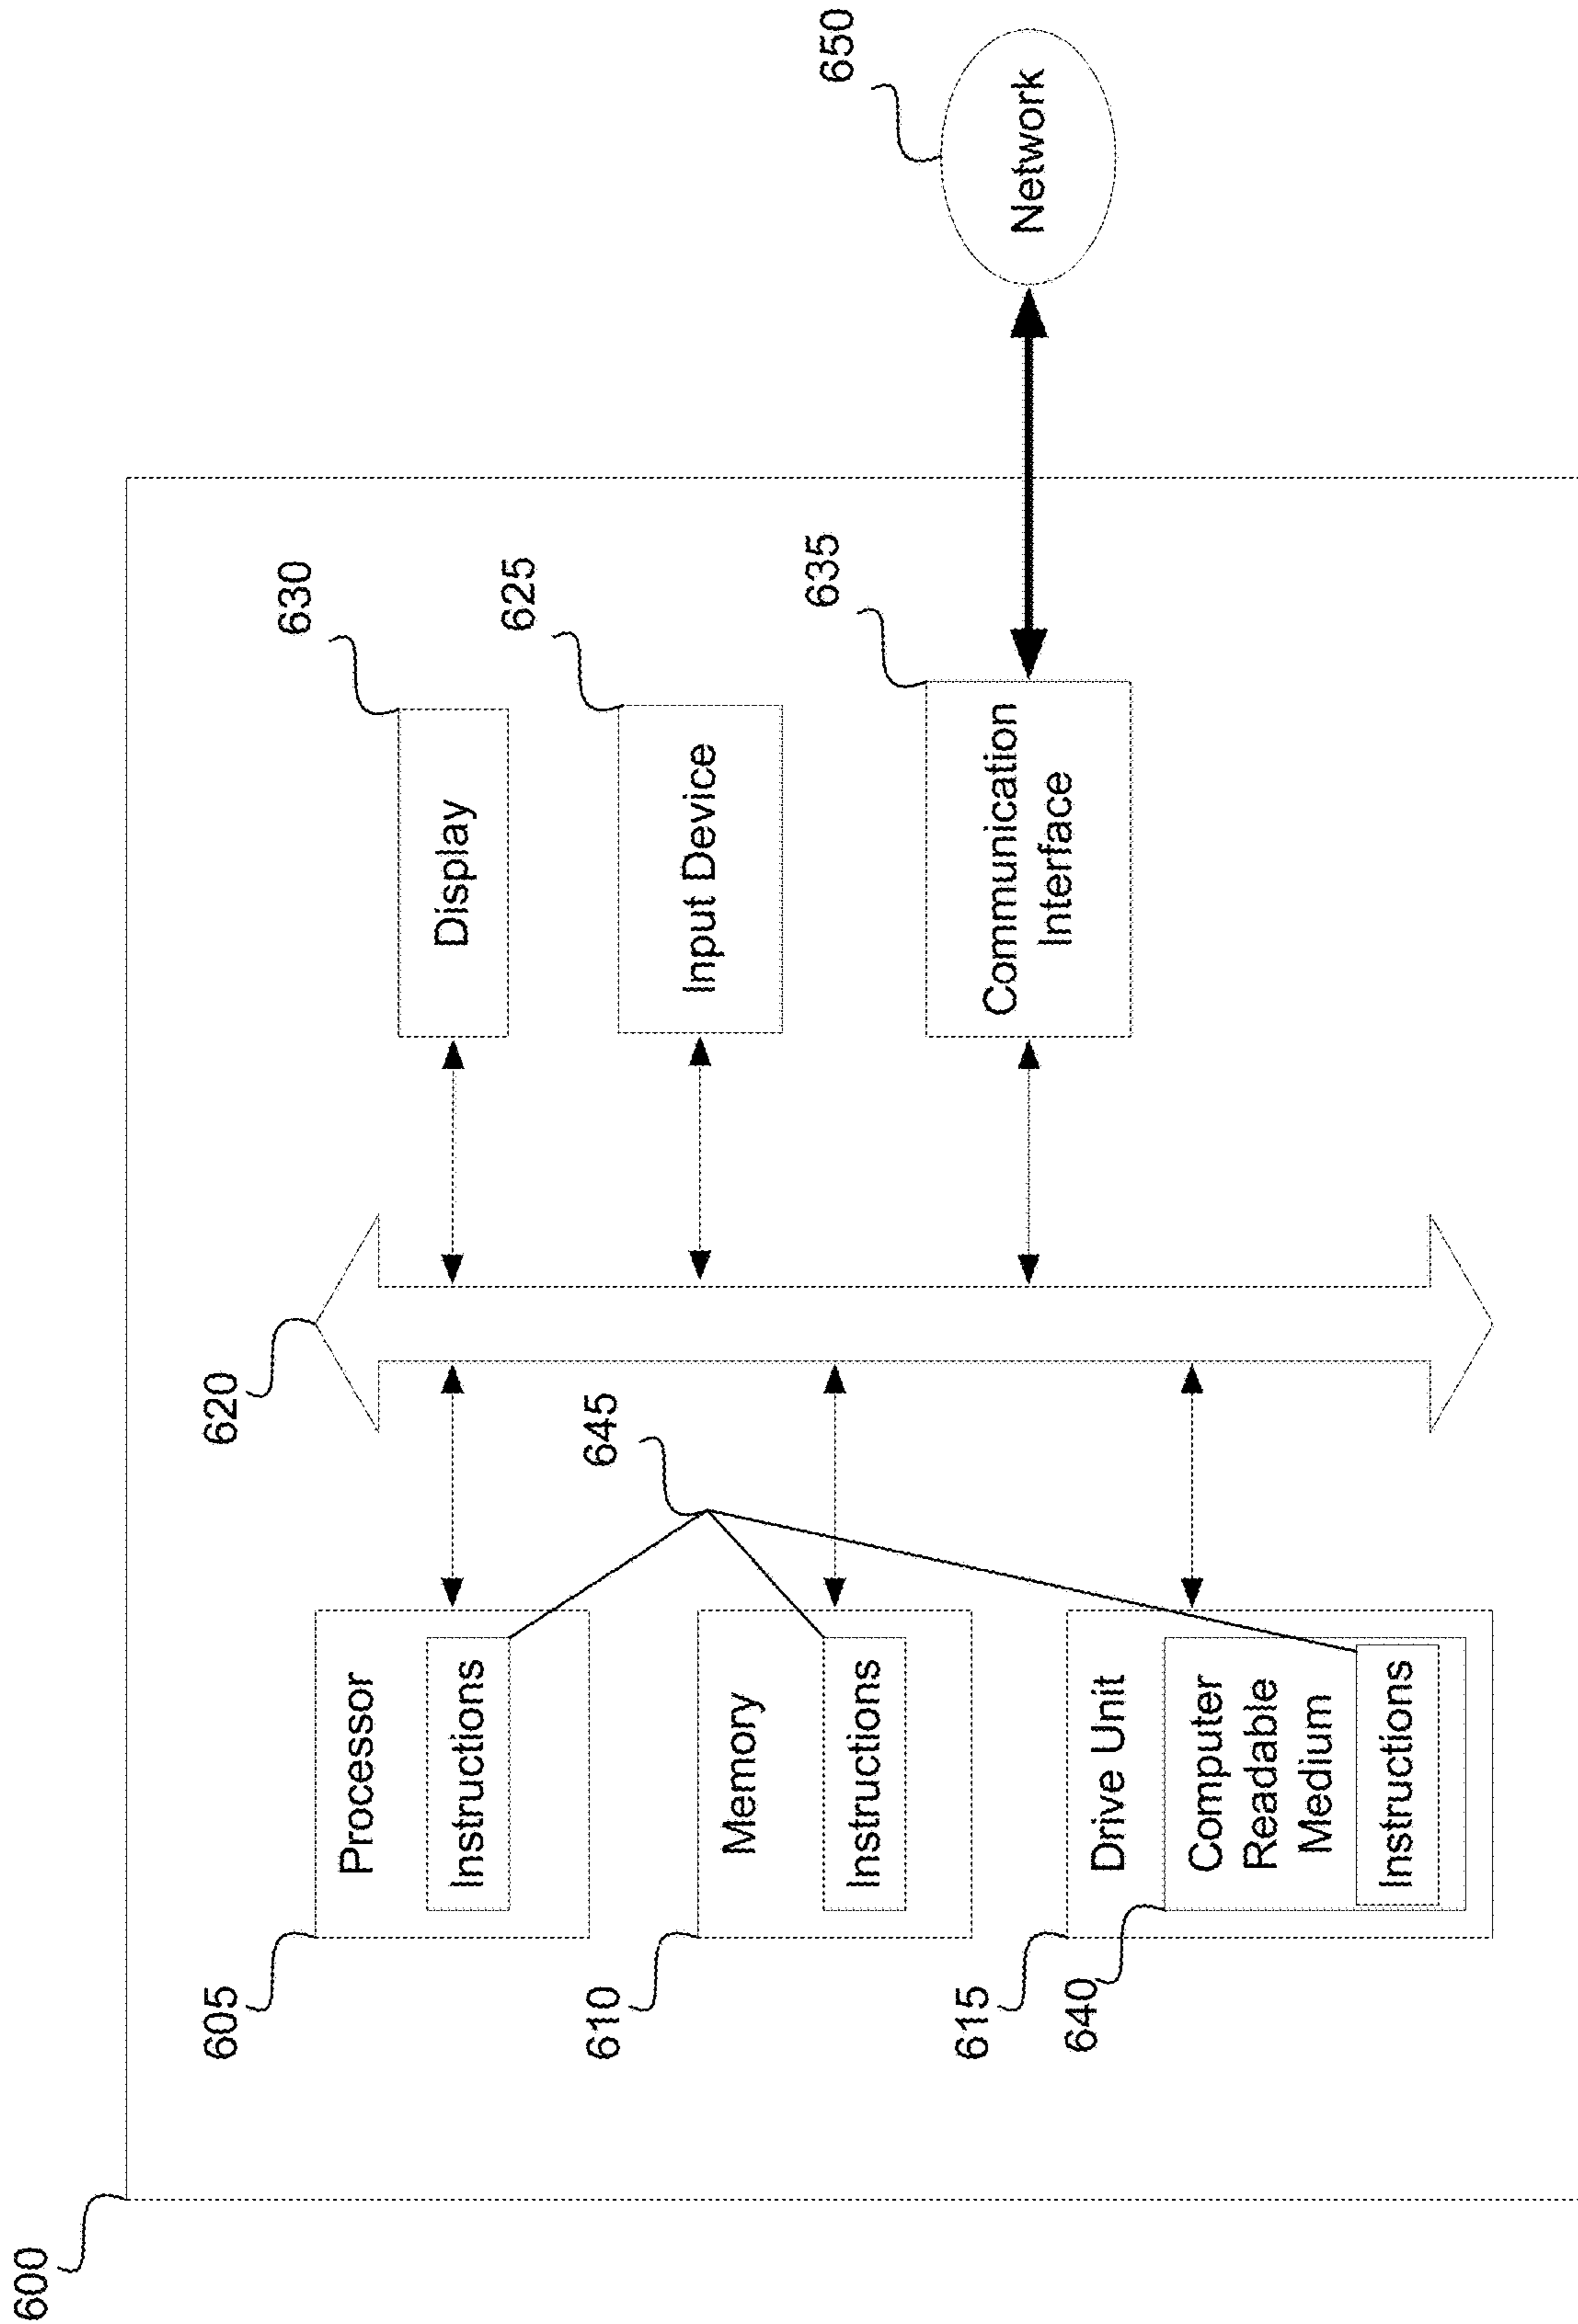 600
605
Processor
Instructions
610
Memory
Instructions
615
Drive Unit
640
Computer
Readable
Medium
Instructions
620
645
630
Display
625
Input Device
635
Communication
Interface
650
Network